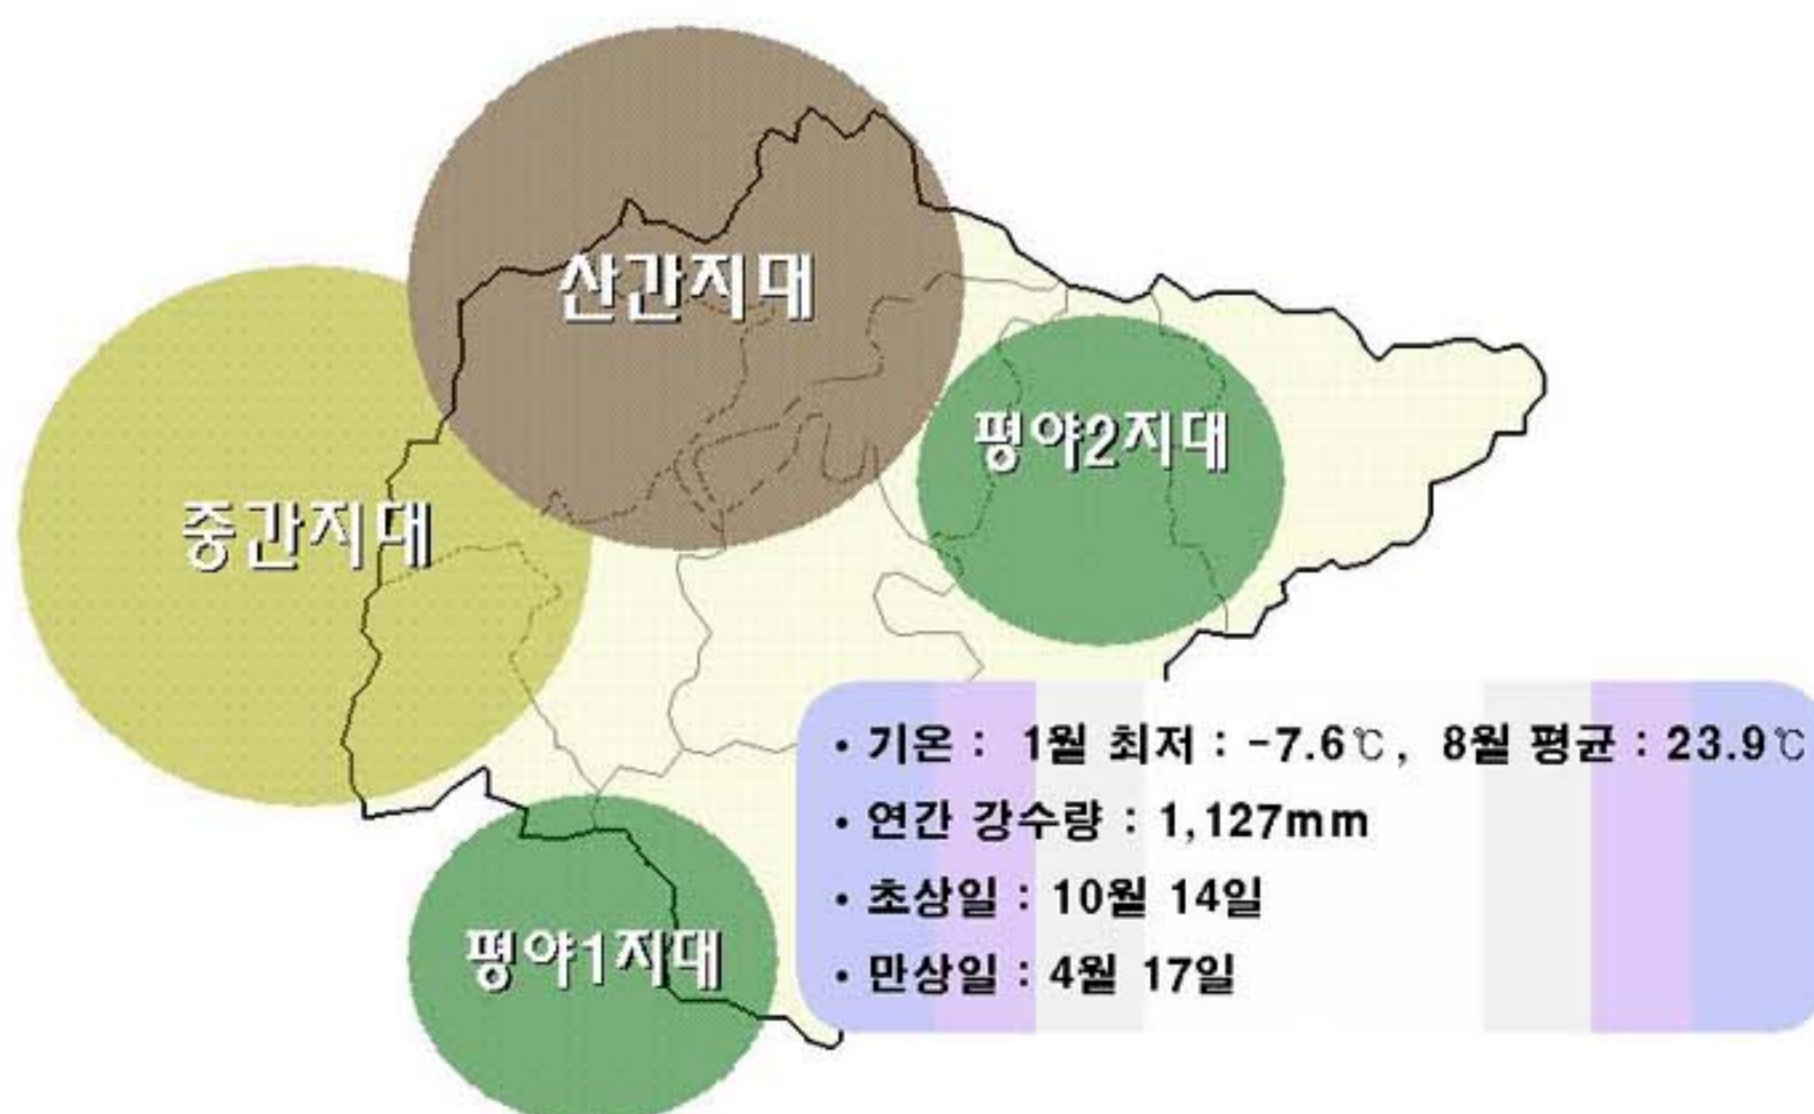 산간지대
평야2지대
중간지대
• 기온 : 1월 최저 : -7.6℃, 8월 평균 : 23.9℃
• 연간 강수량 : 1,127mm
• 초상일 : 10월 14일
• 만상일 : 4월 17일
평야1지대